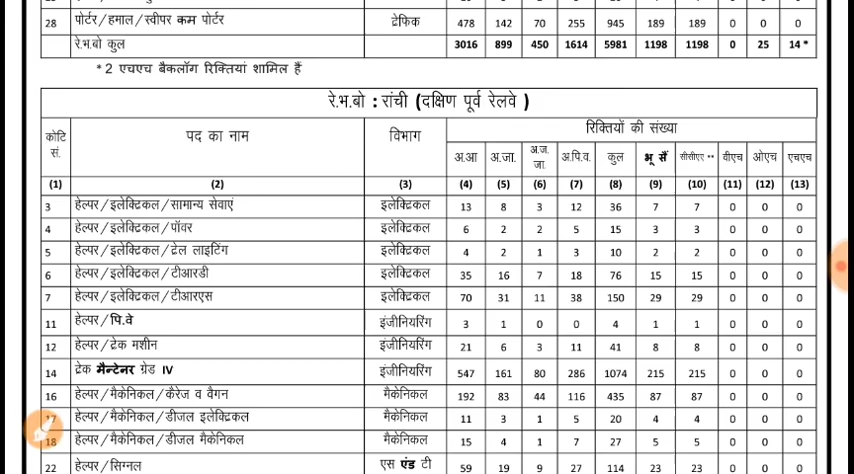 28 पोर्टर/हमाल/स्वीपर कम पोर्टर ट्रेफिक 478 142 70 255 945 189 189 0 0 0
रे.भ.बो कुल 3016 899 450 1614 5981 1198 1198 0 25 14 *
*2 एचएच बैकलॉग रिक्तियां शामिल हैं
रे.भ.बो : रांची (दक्षिण पूर्व रेलवे )
कोटि सं. पद का नाम विभाग रिक्तियों की संख्या
अ.आ अ.जा. अ.ज.जा. अ.पि.व. कुल भू सैं सीसीएए ** वीएच ओएच एचएच
(1) (2) (3) (4) (5) (6) (7) (8) (9) (10) (11) (12) (13)
3 हेल्पर/इलेक्ट्रिकल/सामान्य सेवाएं इलेक्ट्रिकल 13 8 3 12 36 7 7 0 0 0
4 हेल्पर/इलेक्ट्रिकल/पॉवर इलेक्ट्रिकल 6 2 2 5 15 3 3 0 0 0
5 हेल्पर/इलेक्ट्रिकल/ट्रेल लाइटिंग इलेक्ट्रिकल 4 2 1 3 10 2 2 0 0 0
6 हेल्पर/इलेक्ट्रिकल/टीआरडी इलेक्ट्रिकल 35 16 7 18 76 15 15 0 0 0
7 हेल्पर/इलेक्ट्रिकल/टीआरएस इलेक्ट्रिकल 70 31 11 38 150 29 29 0 0 0
11 हेल्पर/पि.वे इंजीनियरिंग 3 1 0 0 4 1 1 0 0 0
12 हेल्पर/ट्रेक मशीन इंजीनियरिंग 21 6 3 11 41 8 8 0 0 0
14 ट्रेक मैन्टेनर ग्रेड IV इंजीनियरिंग 547 161 80 286 1074 215 215 0 0 0
16 हेल्पर/मैकेनिकल/कैरेज व वैगन मैकेनिकल 192 83 44 116 435 87 87 0 0 0
17 हेल्पर/मैकेनिकल/डीजल इलेक्ट्रिकल मैकेनिकल 11 3 1 5 20 4 4 0 0 0
18 हेल्पर/मैकेनिकल/डीजल मैकेनिकल मैकेनिकल 15 4 1 7 27 5 5 0 0 0
22 हेल्पर/सिग्नल एस एंड टी 59 19 9 27 114 23 23 0 0 0